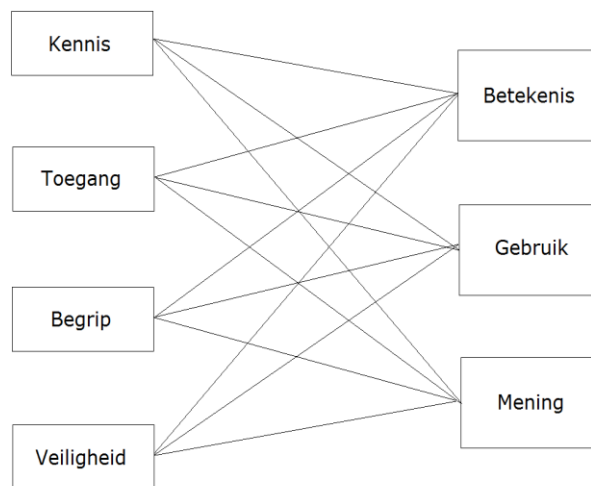 Kennis
Toegang
Begrip
Veiligheid
Betekenis
Gebruik
Mening